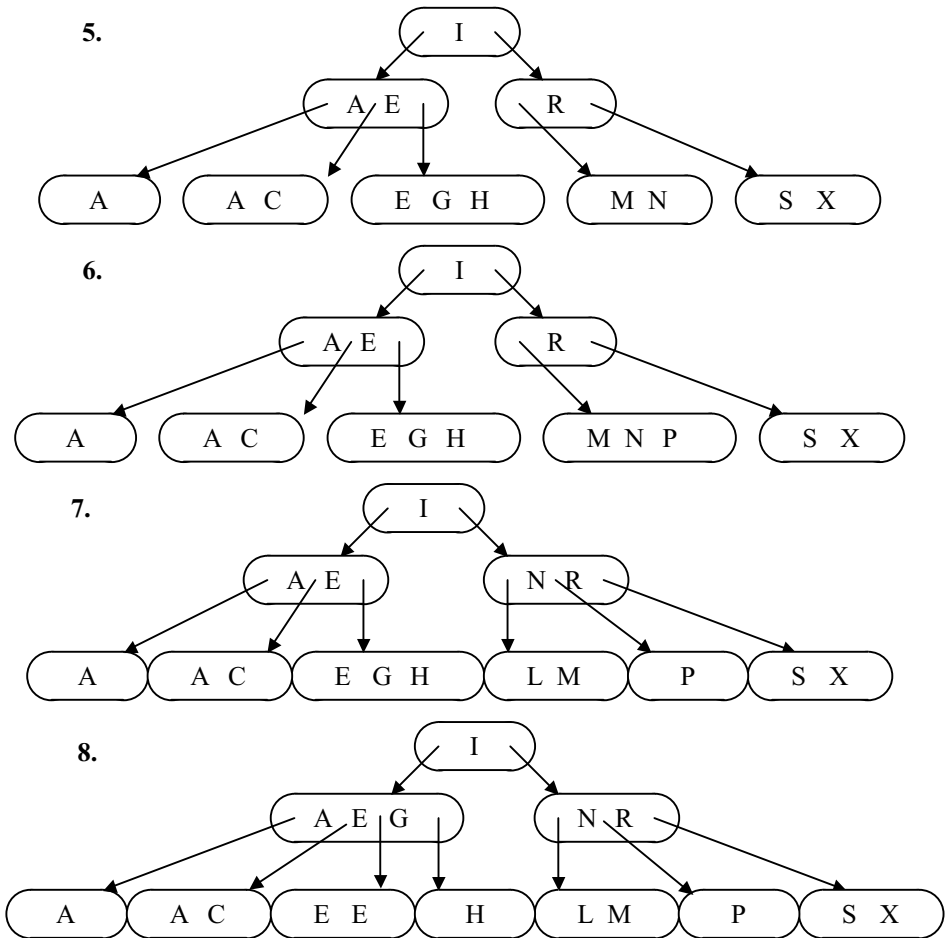 5. I
A E R
A A C E G H M N S X
6. I
A E R
A A C E G H M N P S X
7. I
A E N R
A A C E G H L M P S X
8. I
A E G N R
A A C E E H L M P S X